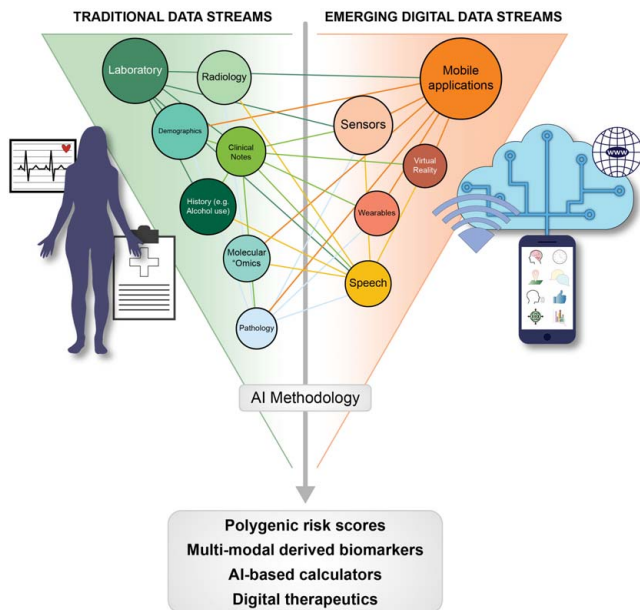 TRADITIONAL DATA STREAMS
EMERGING DIGITAL DATA STREAMS
Laboratory
Radiology
Mobile
applications
Sensors
Demographics
Clinical
Notes
Virtual
Reality
WWW
History (e.g.
Alcohol use)
Wearables
Molecular
"Omics
Speech
Pathology
AI Methodology
Polygenic risk scores
Multi-modal derived biomarkers
AI-based calculators
Digital therapeutics